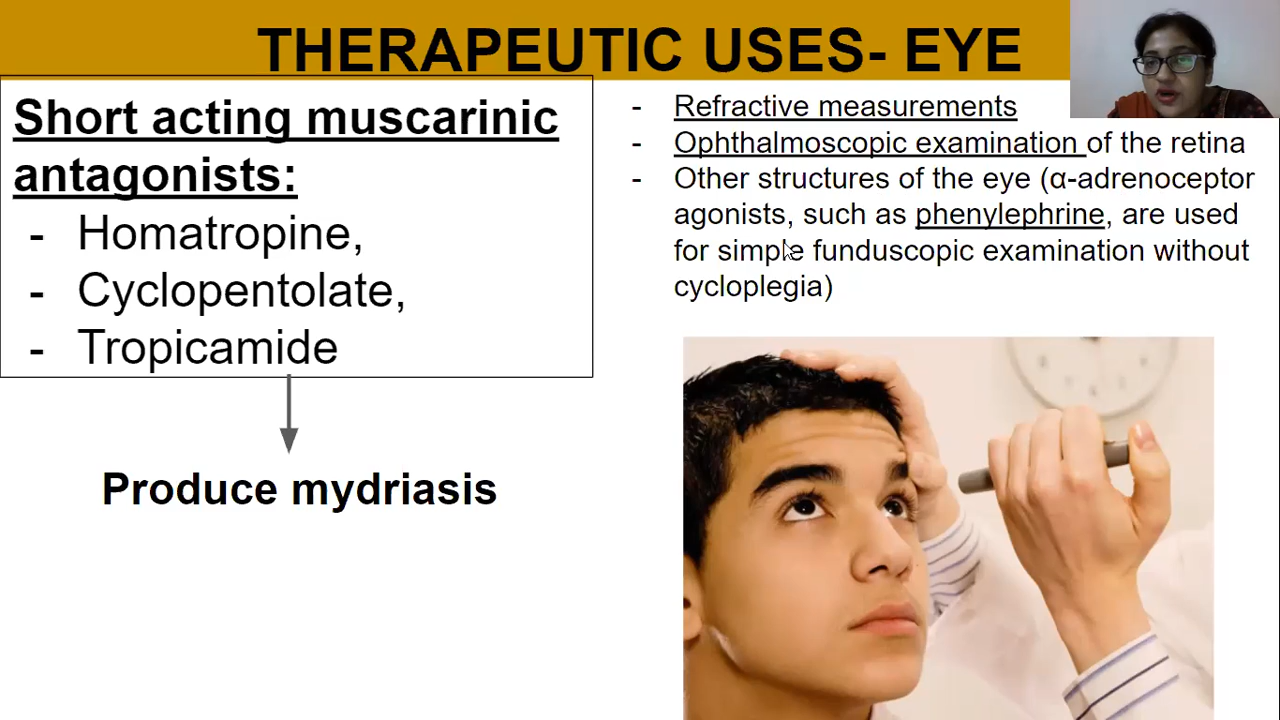 THERAPEUTIC USES- EYE
Short acting muscarinic
antagonists:
- Homatropine,
- Cyclopentolate,
- Tropicamide
Produce mydriasis
- Refractive measurements
- Ophthalmoscopic examination of the retina
- Other structures of the eye (α-adrenoceptor
agonists, such as phenylephrine, are used
for simple funduscopic examination without
cycloplegia)